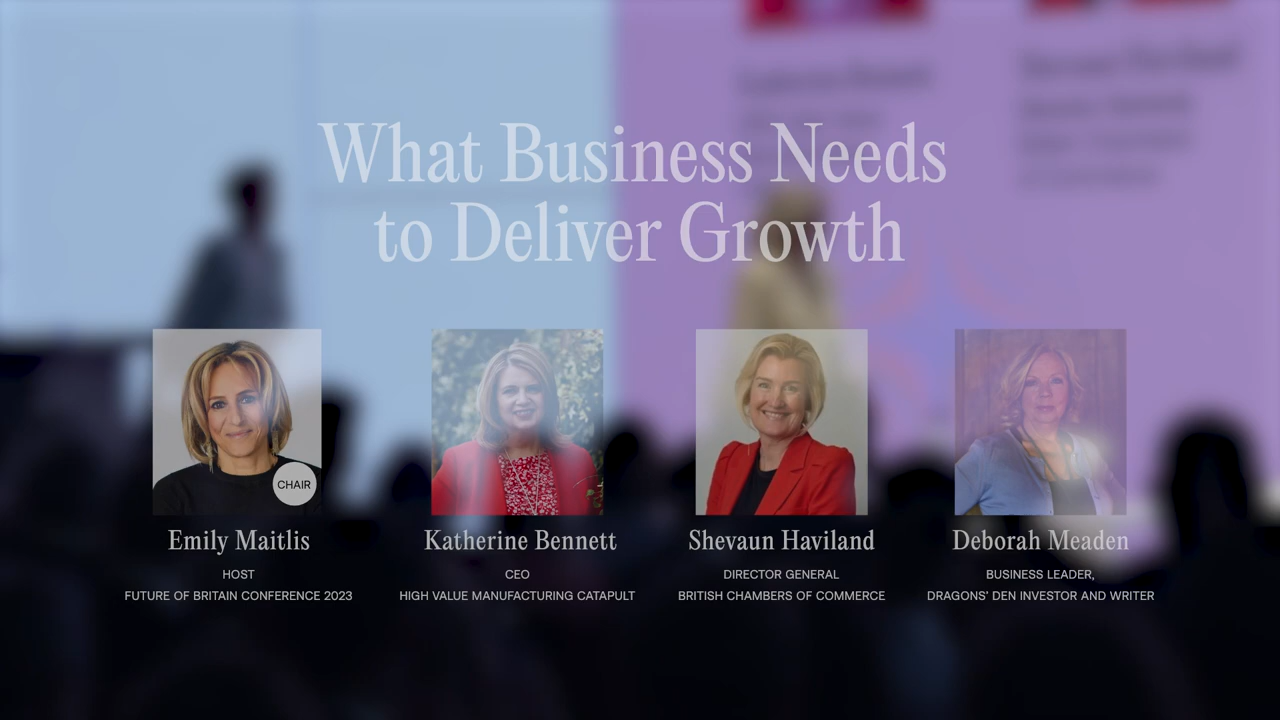 What Business Needs
to Deliver Growth
CHAIR
Emily Maitlis
HOST
FUTURE OF BRITAIN CONFERENCE 2023
Katherine Bennett
CEO
HIGH VALUE MANUFACTURING CATAPULT
Shevaun Haviland
DIRECTOR GENERAL
BRITISH CHAMBERS OF COMMERCE
Deborah Meaden
BUSINESS LEADER,
DRAGONS' DEN INVESTOR AND WRITER